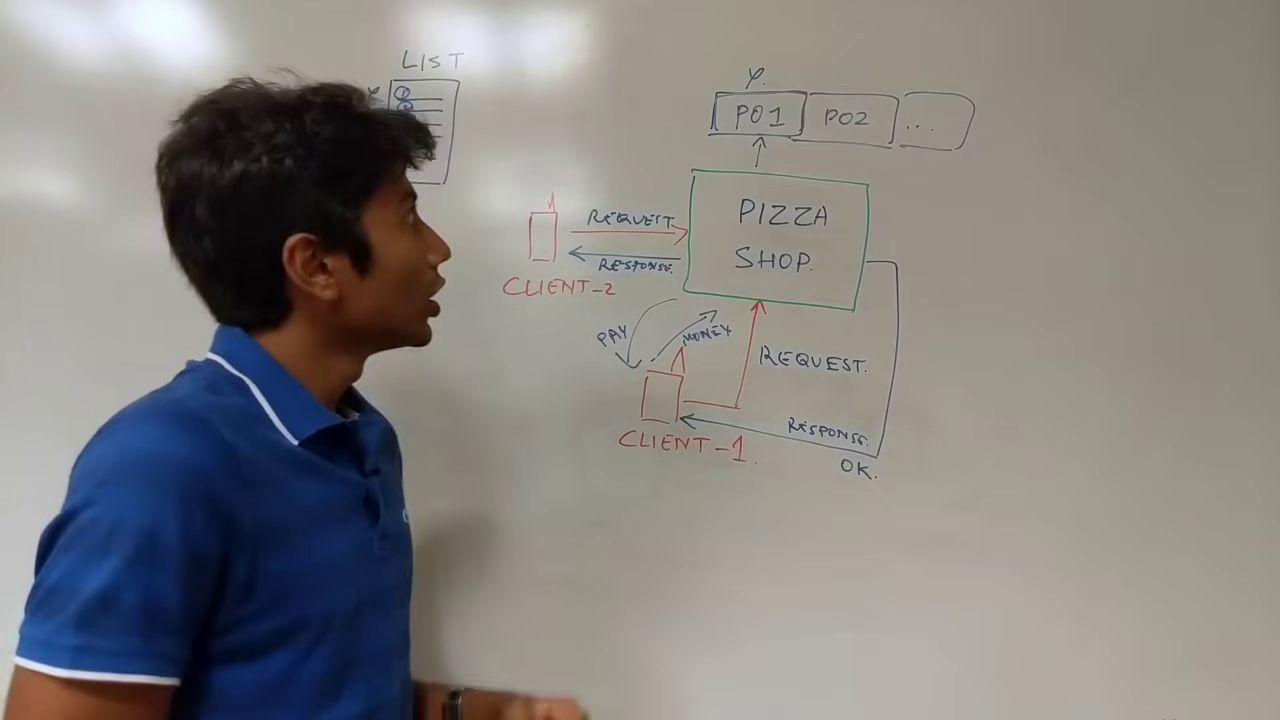 LIST
1
2
Y.
PO1 PO2 ...
PIZZA
SHOP.
REQUEST
RESPONSE.
CLIENT-2
PAY
MONEY
REQUEST.
CLIENT-1.
RESPONSE.
OK.